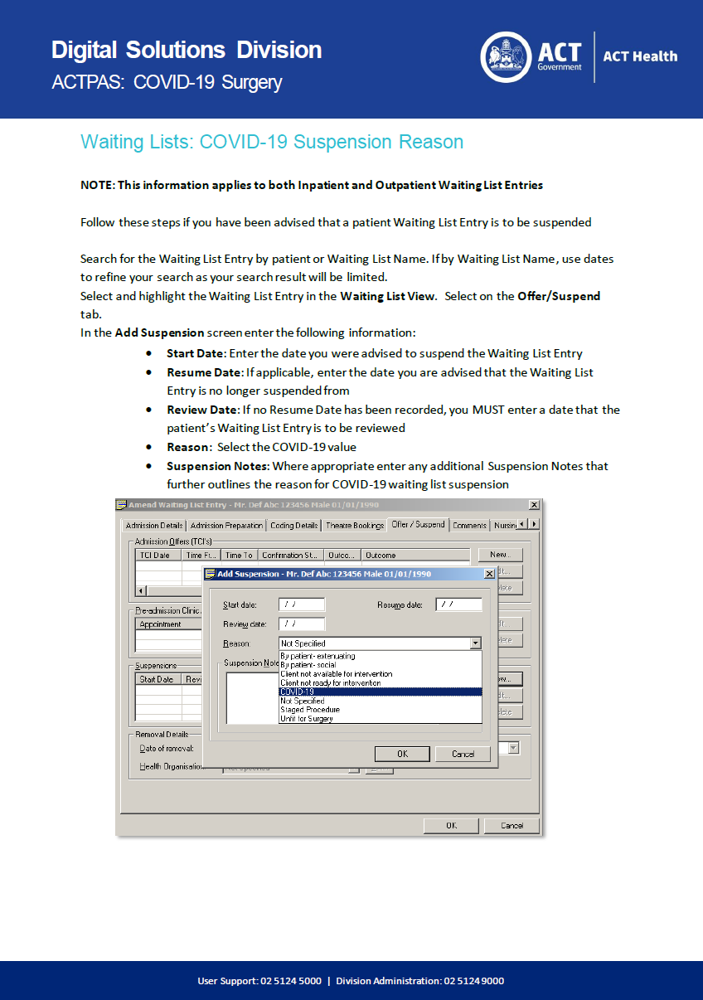 Digital Solutions Division
ACTPAS: COVID-19 Surgery
ACT
Government
ACT Health
Waiting Lists: COVID-19 Suspension Reason
NOTE: This information applies to both Inpatient and Outpatient Waiting List Entries
Follow these steps if you have been advised that a patient Waiting List Entry is to be suspended
Search for the Waiting List Entry by patient or Waiting List Name. If by Waiting List Name, use dates
to refine your search as your search result will be limited.
Select and highlight the Waiting List Entry in the Waiting List View. Select on the Offer/Suspend
tab.
In the Add Suspension screen enter the following information:
• Start Date: Enter the date you were advised to suspend the Waiting List Entry
• Resume Date: If applicable, enter the date you are advised that the Waiting List
Entry is no longer suspended from
• Review Date: If no Resume Date has been recorded, you MUST enter a date that the
patient's Waiting List Entry is to be reviewed
• Reason: Select the COVID-19 value
• Suspension Notes: Where appropriate enter any additional Suspension Notes that
further outlines the reason for COVID-19 waiting list suspension
Amend Waiting List Entry - Mr. Def Abc 123456 Male 01/01/1990
Admission Details Admission Preparation Coding Details Theatre Bookings Offer / Suspend Comments Nursin
Admission Offers (TCI's)
TCI Date Time Fr... Time To Confirmation St... Outco... Outcome New...
Add Suspension - Mr. Def Abc 123456 Male 01/01/1990
Start date: / / Resume date: / /
Pre-admission Clinic
Appointment
Review date: / /
Reason: Not Specified
By patient- extenuating
By patient- social
Client not available for intervention
Client not ready for intervention
COVID-19
Not Specified
Staged Procedure
Unfit for Surgery
Suspension Note
Suspensions
Start Date Revi
Removal Details
Date of removal:
Health Organisation
OK Cancel
OK Cancel
User Support: 02 5124 5000 | Division Administration: 02 5124 9000